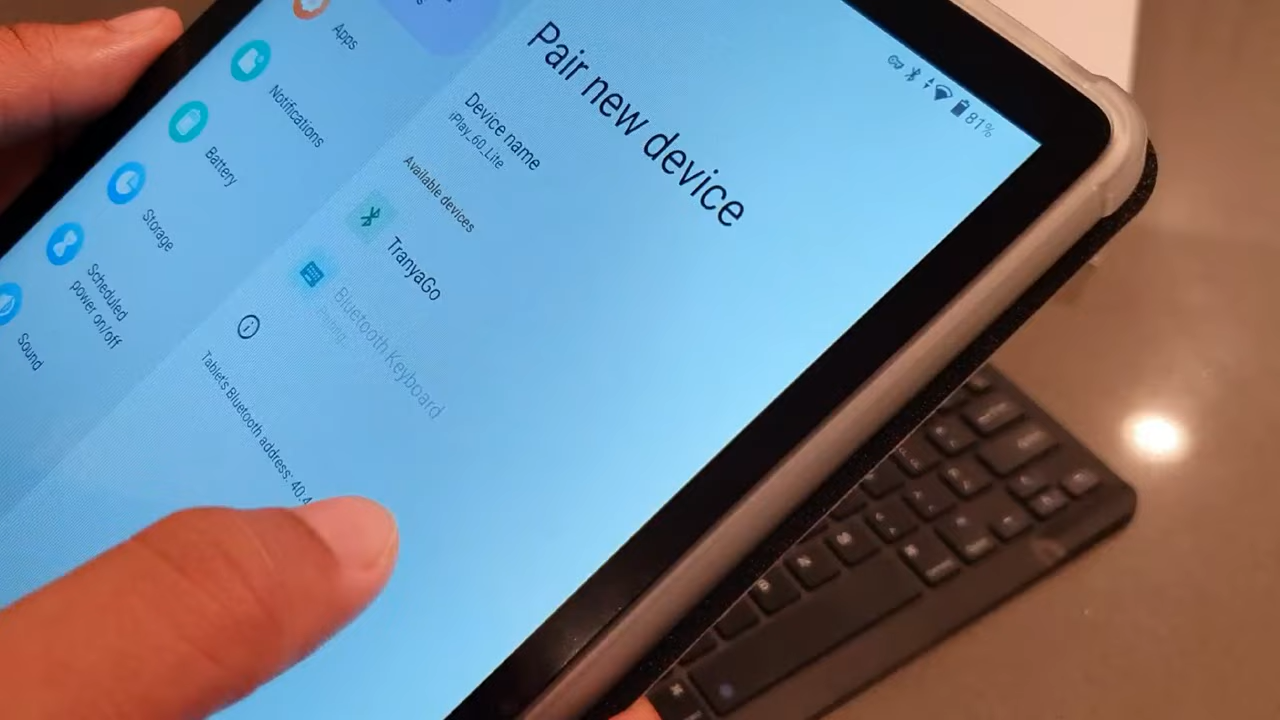 81%
Pair new device
Device name
iPlay_60_Lite
Available devices
TranyaGo
Bluetooth Keyboard
Pairing...
Tablet's Bluetooth address: 40:4
Apps
Notifications
Battery
Storage
Scheduled
power on/off
Sound